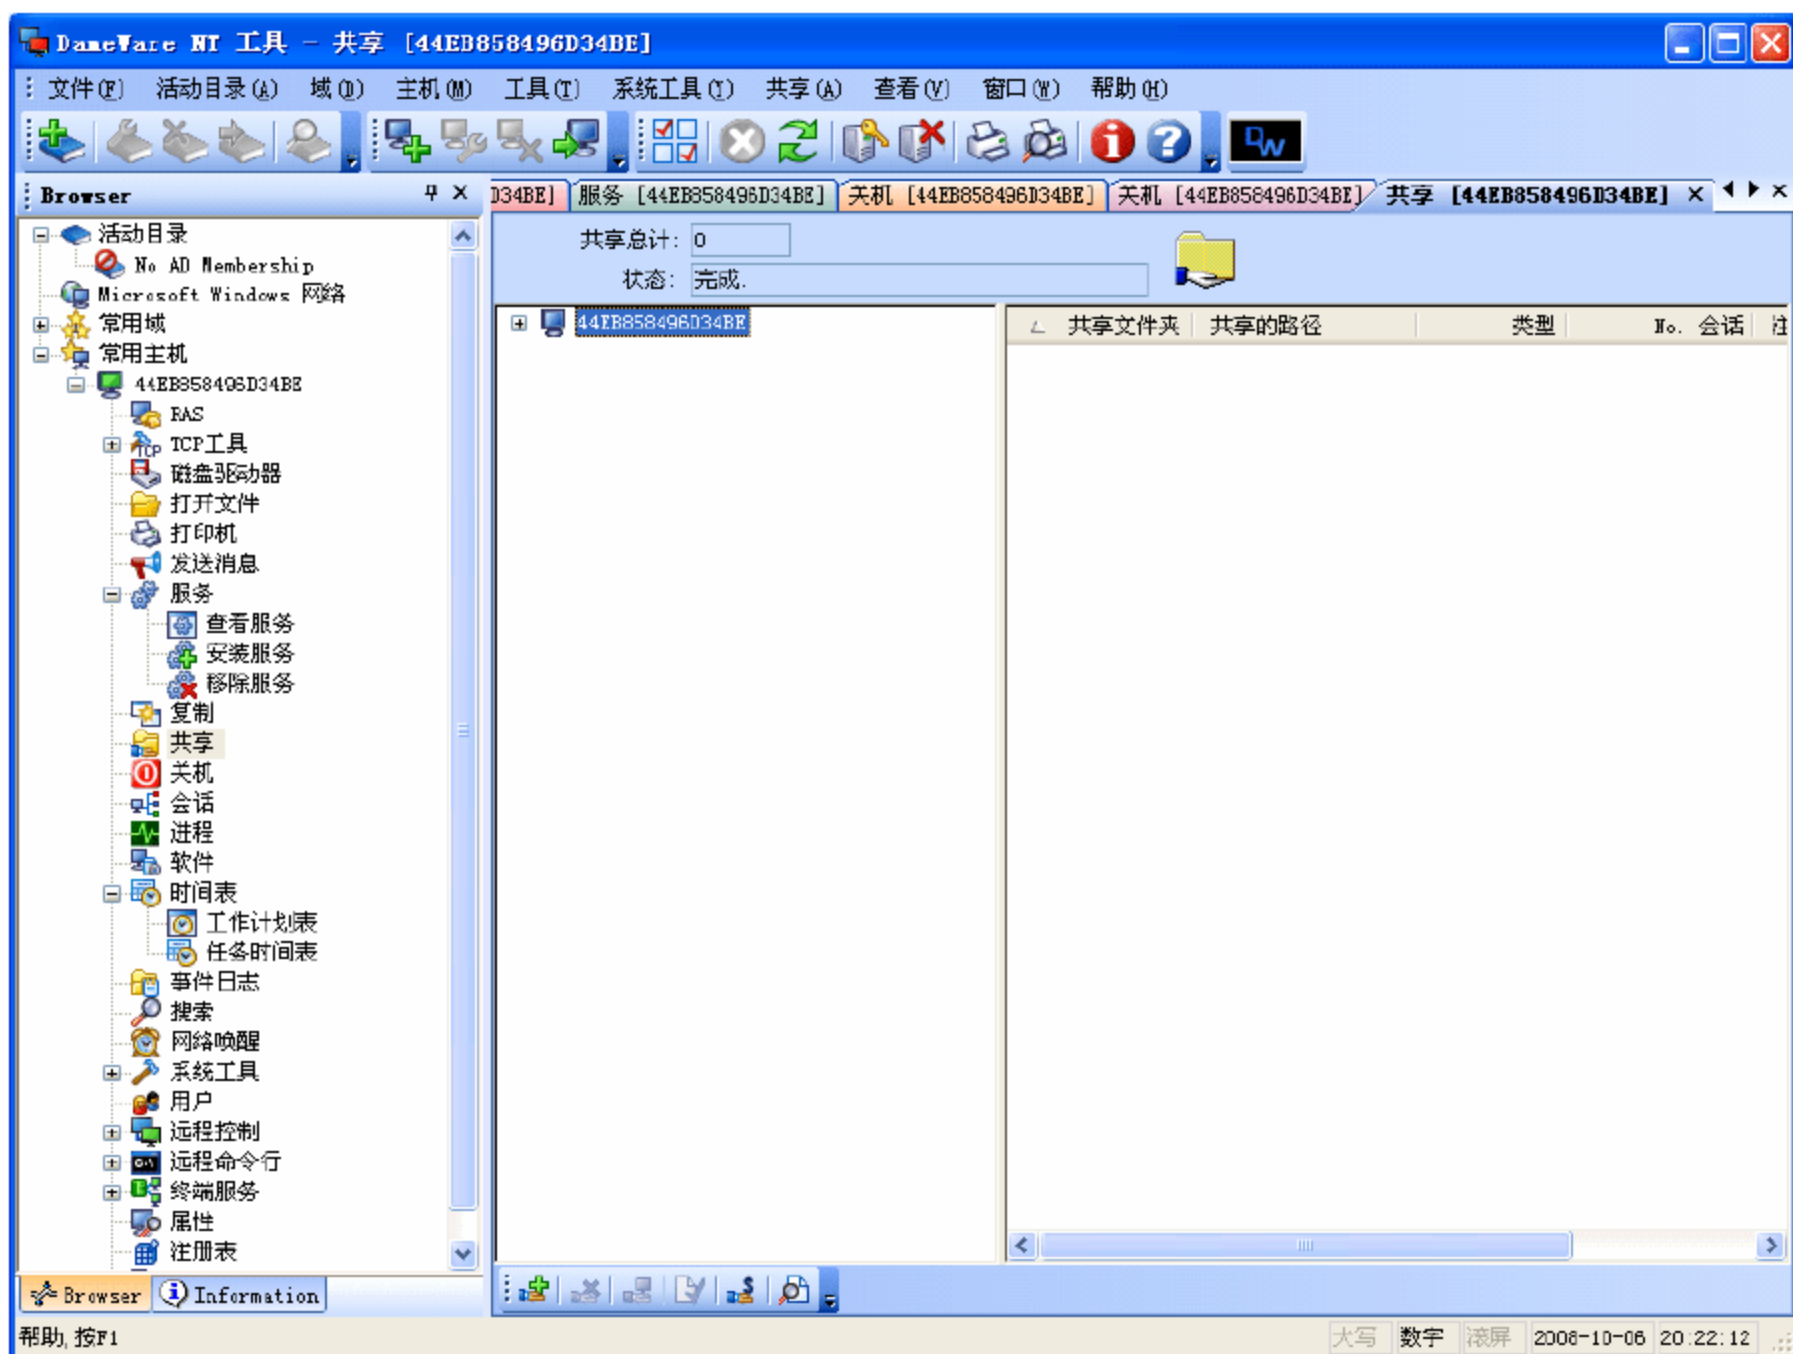 DameWare NT 工具 - 共享 [44EB858496D34BE]
文件(F) 活动目录(A) 域(D) 主机(M) 工具(T) 系统工具(Y) 共享(A) 查看(V) 窗口(W) 帮助(H)
DW
Browser
D34BE] 服务 [44EB858496D34BE] 关机 [44EB858496D34BE] 关机 [44EB858496D34BE] 共享 [44EB858496D34BE]
共享总计: 0
状态: 完成.
44EB858496D34BE
共享文件夹 共享的路径 类型 No. 会话 注
活动目录
No AD Membership
Microsoft Windows 网络
常用域
常用主机
44EB858496D34BE
RAS
TCP工具
磁盘驱动器
打开文件
打印机
发送消息
服务
查看服务
安装服务
移除服务
复制
共享
关机
会话
进程
软件
时间表
工作计划表
任务时间表
事件日志
搜索
网络唤醒
系统工具
用户
远程控制
远程命令行
终端服务
属性
注册表
Browser Information
帮助, 按F1
大写 数字 滚屏 2008-10-06 20:22:12